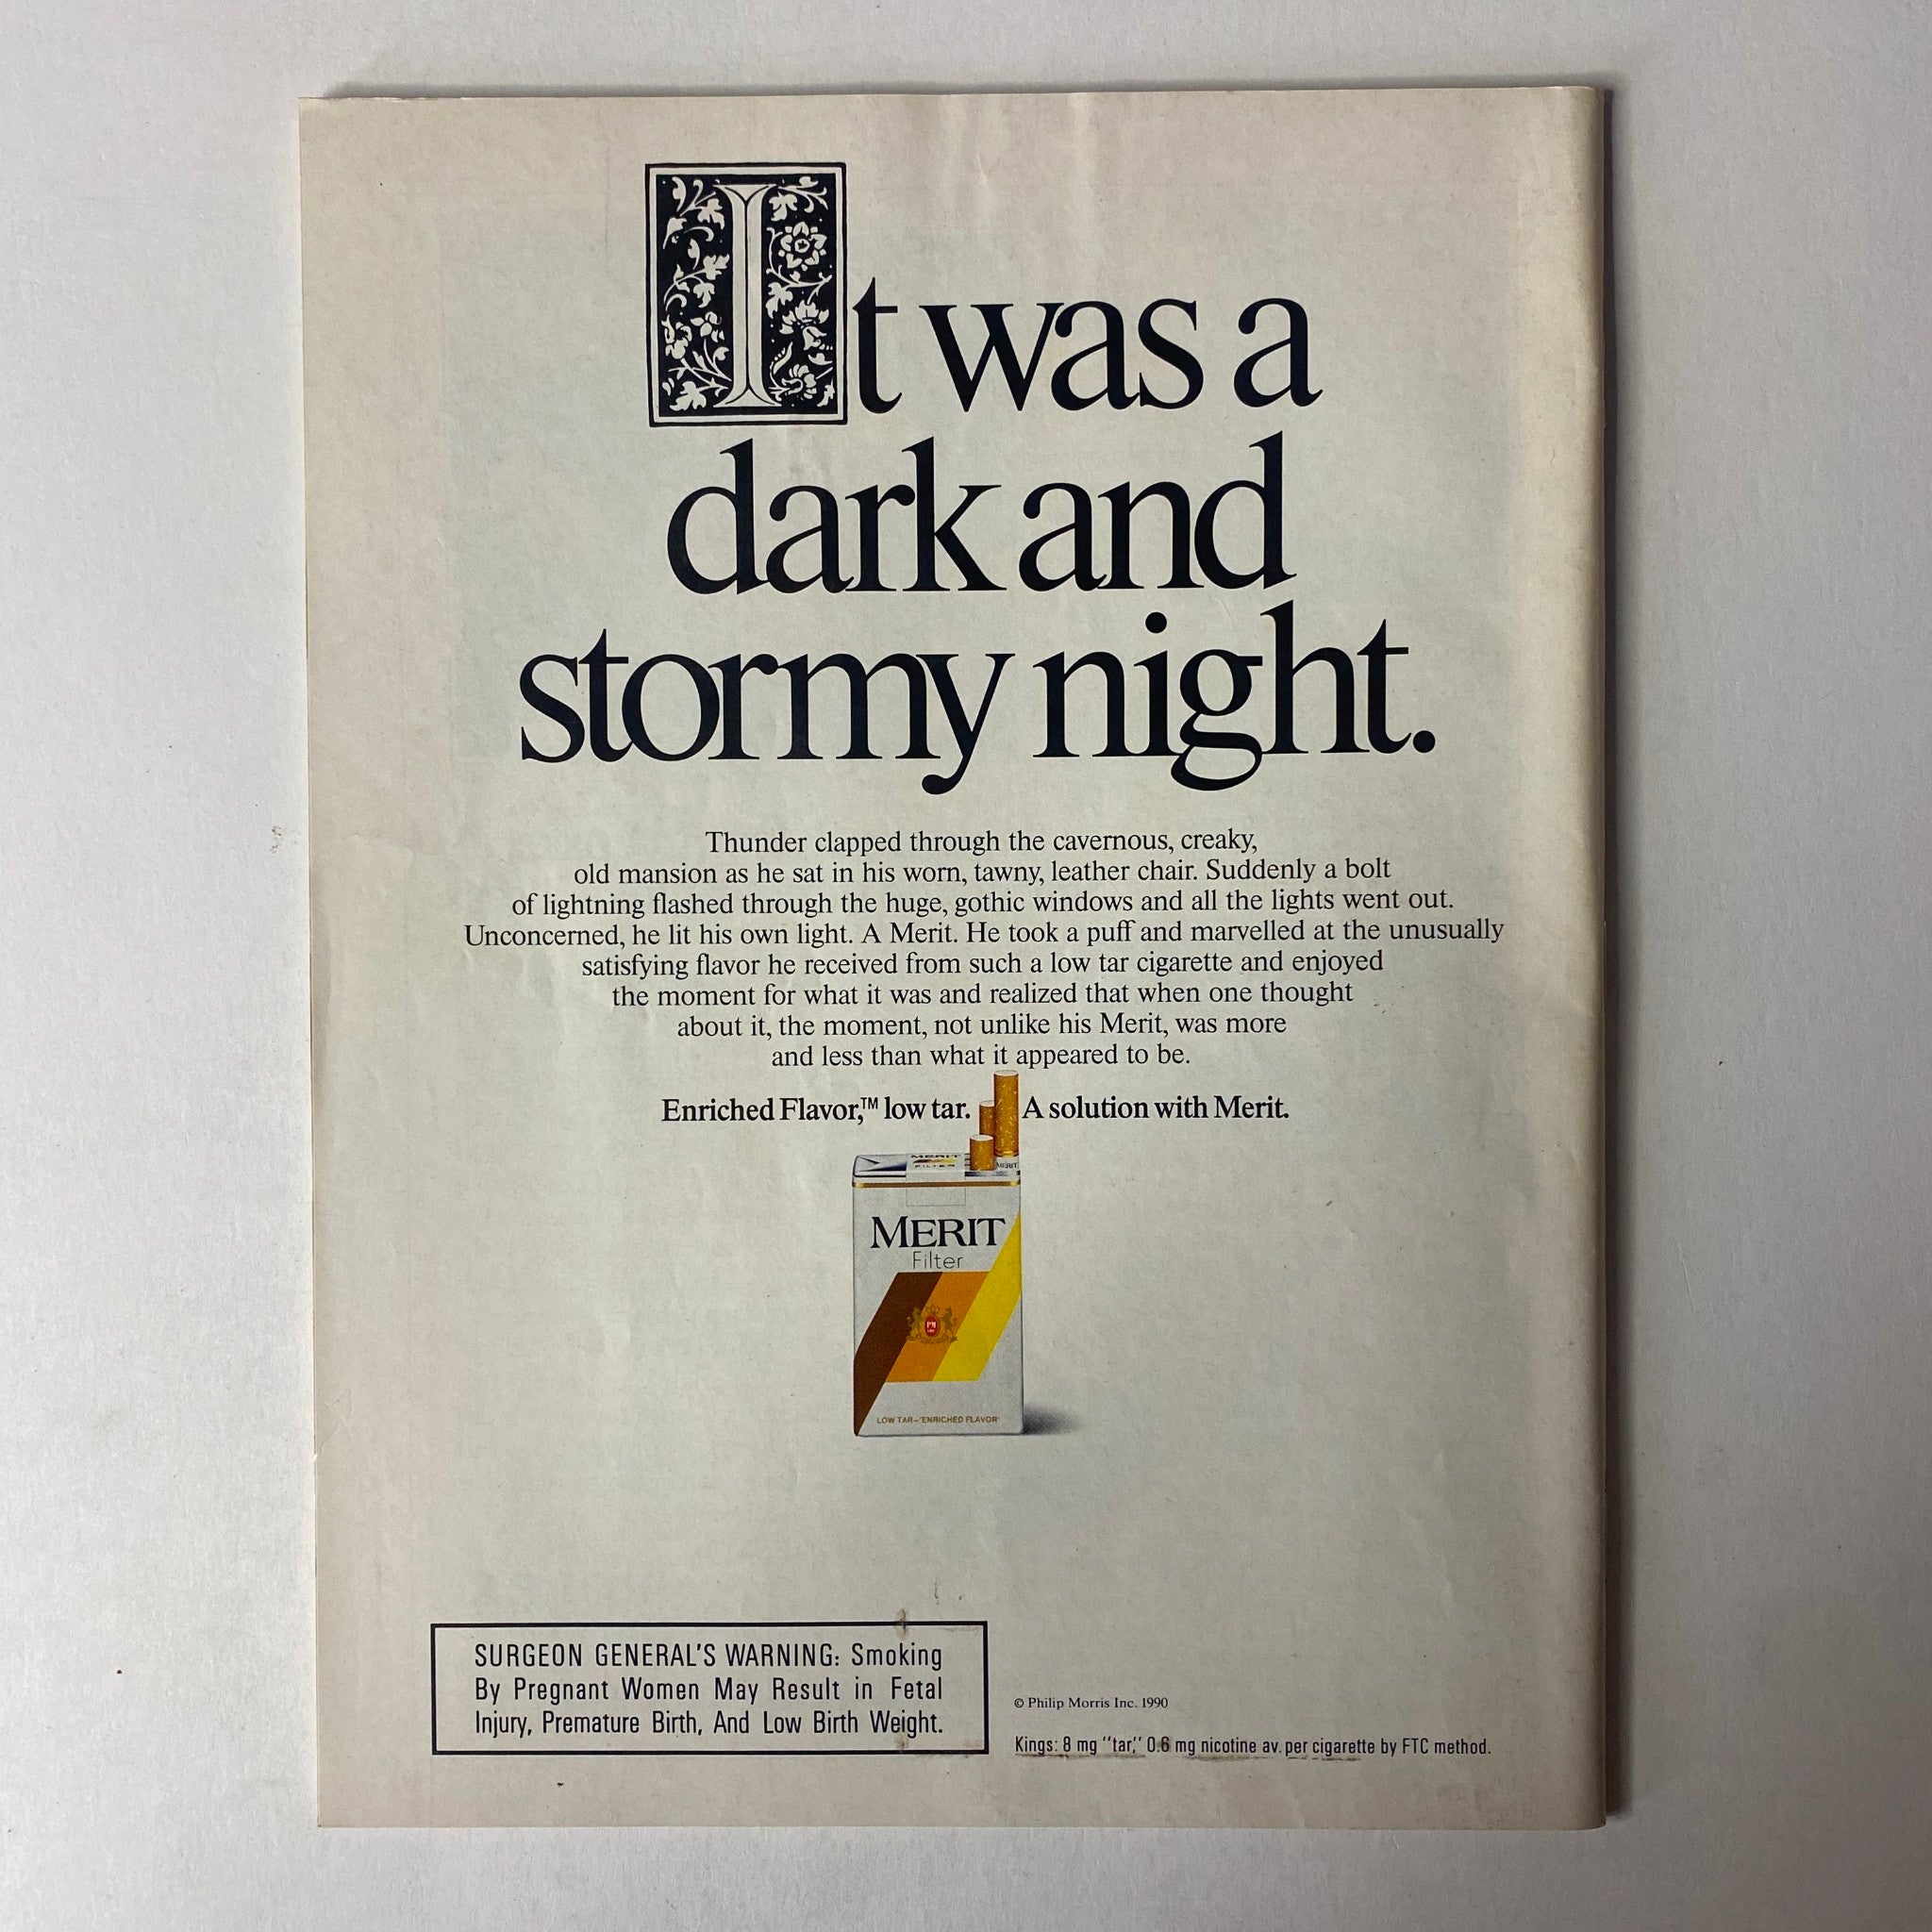 It was a
dark and
stormy night.
Thunder clapped through the cavernous, creaky,
old mansion as he sat in his worn, tawny, leather chair. Suddenly a bolt
of lightning flashed through the huge, gothic windows and all the lights went out.
Unconcerned, he lit his own light. A Merit. He took a puff and marvelled at the unusually
satisfying flavor he received from such a low tar cigarette and enjoyed
the moment for what it was and realized that when one thought
about it, the moment, not unlike his Merit, was more
and less than what it appeared to be.
Enriched Flavor,™ low tar. A solution with Merit.
MERIT
FILTER
MERIT
MERIT
Filter
PM
LOW TAR–‘ENRICHED FLAVOR’
SURGEON GENERAL'S WARNING: Smoking
By Pregnant Women May Result in Fetal
Injury, Premature Birth, And Low Birth Weight.
© Philip Morris Inc. 1990
Kings: 8 mg "tar," 0.6 mg nicotine av. per cigarette by FTC method.